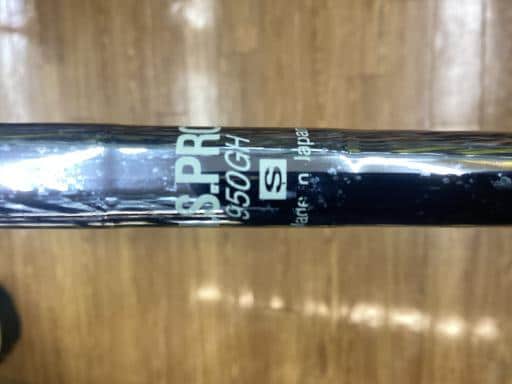 .S.PRO
950GH
S
Made in Japan